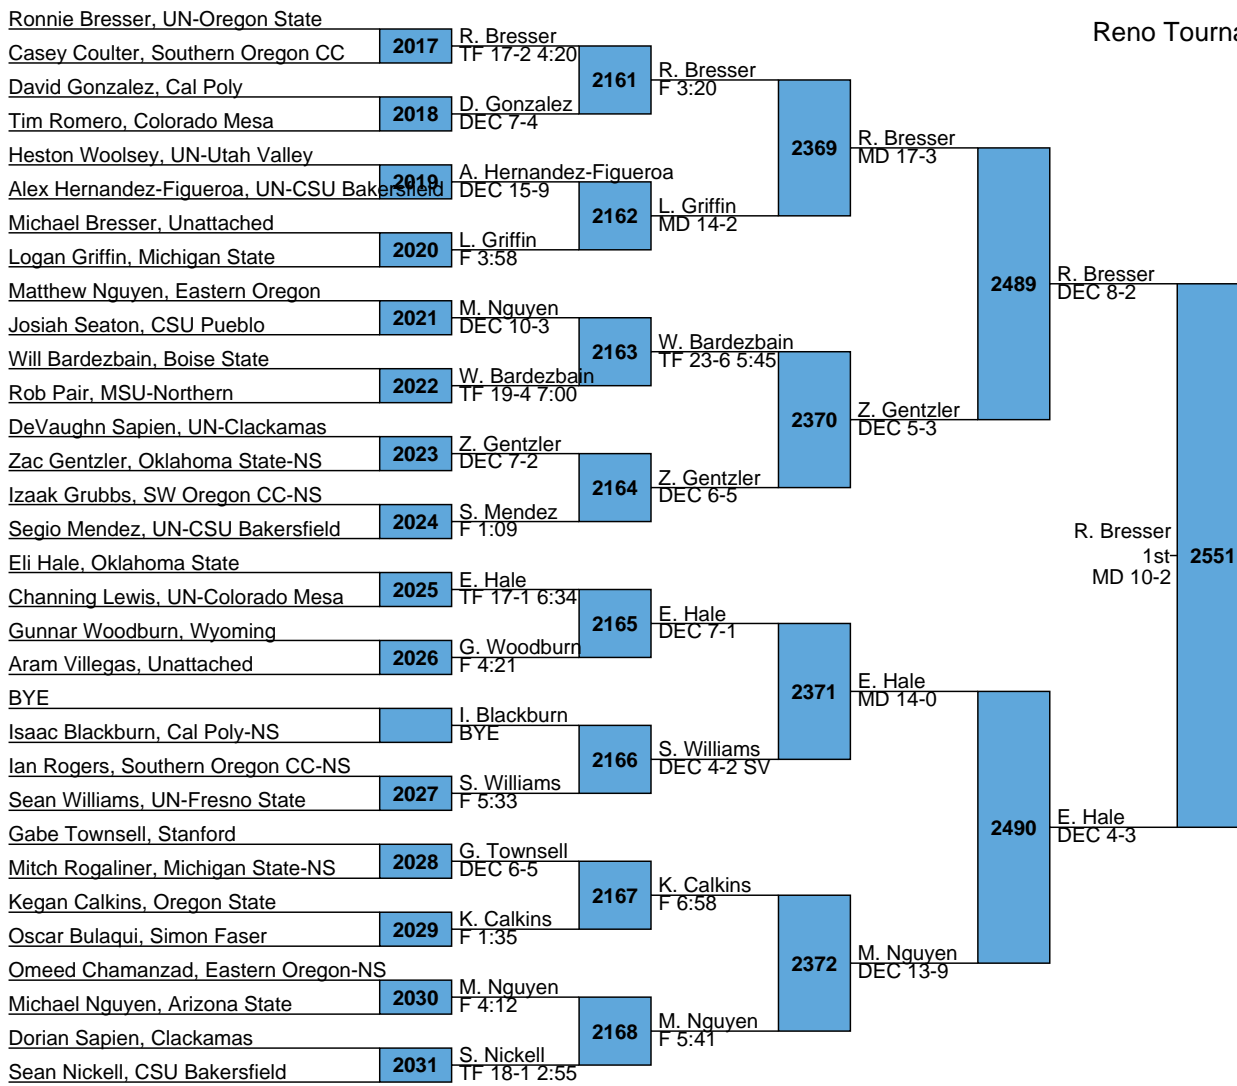 Reno Tourna
Ronnie Bresser, UN-Oregon State
Casey Coulter, Southern Oregon CC
David Gonzalez, Cal Poly
Tim Romero, Colorado Mesa
Heston Woolsey, UN-Utah Valley
Alex Hernandez-Figueroa, UN-CSU Bakersfield
Michael Bresser, Unattached
Logan Griffin, Michigan State
Matthew Nguyen, Eastern Oregon
Josiah Seaton, CSU Pueblo
Will Bardezbain, Boise State
Rob Pair, MSU-Northern
DeVaughn Sapien, UN-Clackamas
Zac Gentzler, Oklahoma State-NS
Izaak Grubbs, SW Oregon CC-NS
Segio Mendez, UN-CSU Bakersfield
Eli Hale, Oklahoma State
Channing Lewis, UN-Colorado Mesa
Gunnar Woodburn, Wyoming
Aram Villegas, Unattached
BYE
Isaac Blackburn, Cal Poly-NS
Ian Rogers, Southern Oregon CC-NS
Sean Williams, UN-Fresno State
Gabe Townsell, Stanford
Mitch Rogaliner, Michigan State-NS
Kegan Calkins, Oregon State
Oscar Bulaqui, Simon Faser
Omeed Chamanzad, Eastern Oregon-NS
Michael Nguyen, Arizona State
Dorian Sapien, Clackamas
Sean Nickell, CSU Bakersfield
2017
2018
2019
2020
2021
2022
2023
2024
2025
2026
2027
2028
2029
2030
2031
R. Bresser
TF 17-2 4:20
D. Gonzalez
DEC 7-4
A. Hernandez-Figueroa
DEC 15-9
L. Griffin
F 3:58
M. Nguyen
DEC 10-3
W. Bardezbain
TF 19-4 7:00
Z. Gentzler
DEC 7-2
S. Mendez
F 1:09
E. Hale
TF 17-1 6:34
G. Woodburn
F 4:21
I. Blackburn
BYE
S. Williams
F 5:33
G. Townsell
DEC 6-5
K. Calkins
F 1:35
M. Nguyen
F 4:12
S. Nickell
TF 18-1 2:55
2161
2162
2163
2164
2165
2166
2167
2168
R. Bresser
F 3:20
L. Griffin
MD 14-2
W. Bardezbain
TF 23-6 5:45
Z. Gentzler
DEC 6-5
E. Hale
DEC 7-1
S. Williams
DEC 4-2 SV
K. Calkins
F 6:58
M. Nguyen
F 5:41
2369
2370
2371
2372
R. Bresser
MD 17-3
Z. Gentzler
DEC 5-3
E. Hale
MD 14-0
M. Nguyen
DEC 13-9
2489
2490
R. Bresser
DEC 8-2
E. Hale
DEC 4-3
R. Bresser
1st
MD 10-2
2551